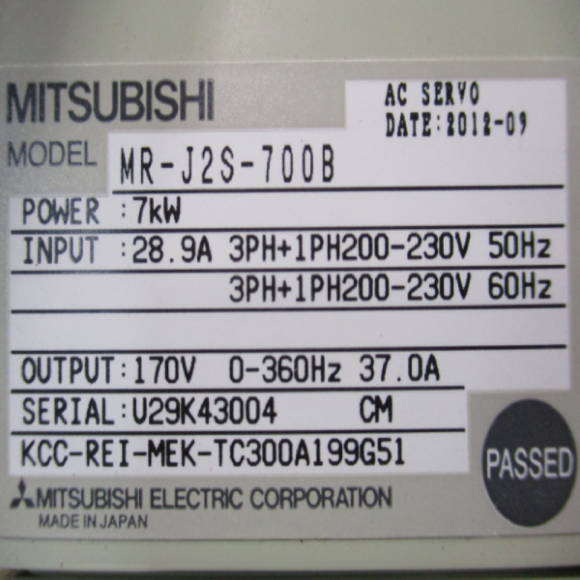 MITSUBISHI
AC SERVO
DATE:2012-09
MODEL MR-J2S-700B
POWER :7kW
INPUT :28.9A 3PH+1PH200-230V 50Hz
3PH+1PH200-230V 60Hz
OUTPUT:170V 0-360Hz 37.0A
SERIAL:U29K43004 CM
KCC-REI-MEK-TC300A199G51
PASSED
MITSUBISHI ELECTRIC CORPORATION
MADE IN JAPAN